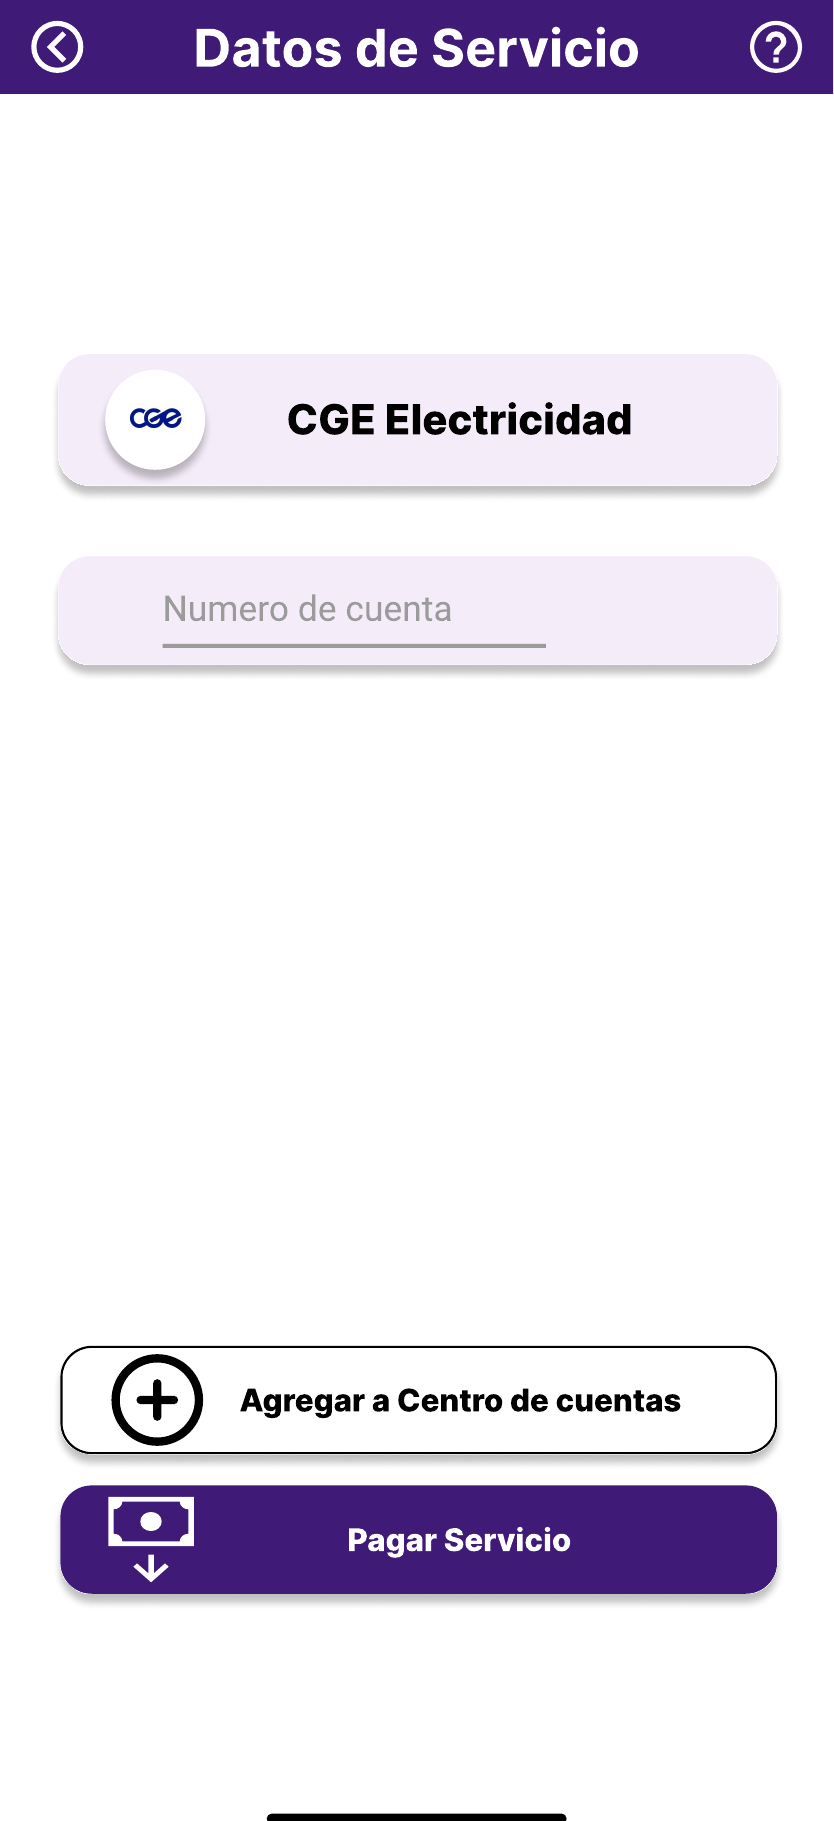 Datos de Servicio
cge
CGE Electricidad
Numero de cuenta
Agregar a Centro de cuentas
Pagar Servicio